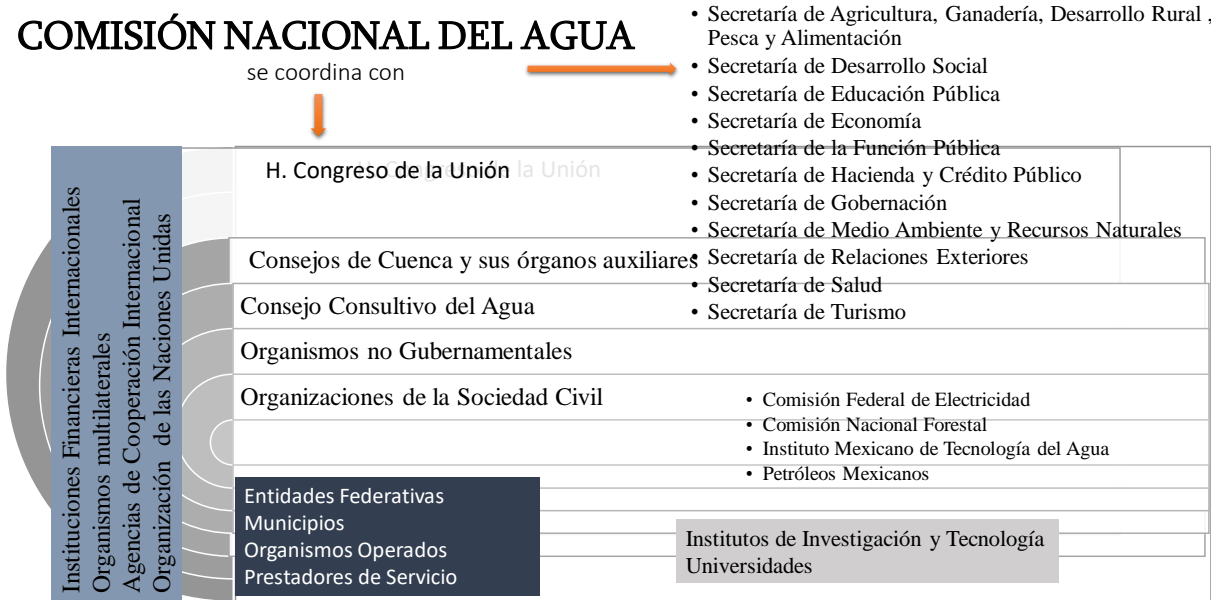 COMISIÓN NACIONAL DEL AGUA
se coordina con
• Secretaría de Agricultura, Ganadería, Desarrollo Rural ,
Pesca y Alimentación
• Secretaría de Desarrollo Social
• Secretaría de Educación Pública
• Secretaría de Economía
• Secretaría de la Función Pública
• Secretaría de Hacienda y Crédito Público
• Secretaría de Gobernación
• Secretaría de Medio Ambiente y Recursos Naturales
• Secretaría de Relaciones Exteriores
• Secretaría de Salud
• Secretaría de Turismo
H. Congreso de la Unión
H. Congreso de la Unión
Consejos de Cuenca y sus órganos auxiliares
Consejo Consultivo del Agua
Organismos no Gubernamentales
Organizaciones de la Sociedad Civil
• Comisión Federal de Electricidad
• Comisión Nacional Forestal
• Instituto Mexicano de Tecnología del Agua
• Petróleos Mexicanos
Instituciones Financieras Internacionales
Organismos multilaterales
Agencias de Cooperación Internacional
Organización de las Naciones Unidas
Entidades Federativas
Municipios
Organismos Operados
Prestadores de Servicio
Institutos de Investigación y Tecnología
Universidades